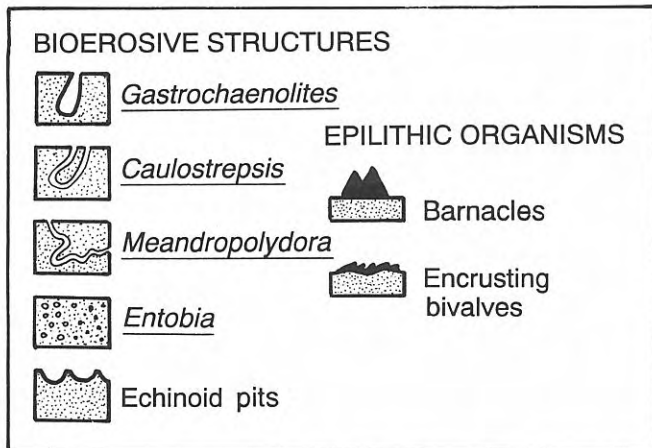 BIOEROSIVE STRUCTURES
Gastrochaenolites
Caulostrepsis
Meandropolydora
Entobia
Echinoid pits
EPILITHIC ORGANISMS
Barnacles
Encrusting
bivalves